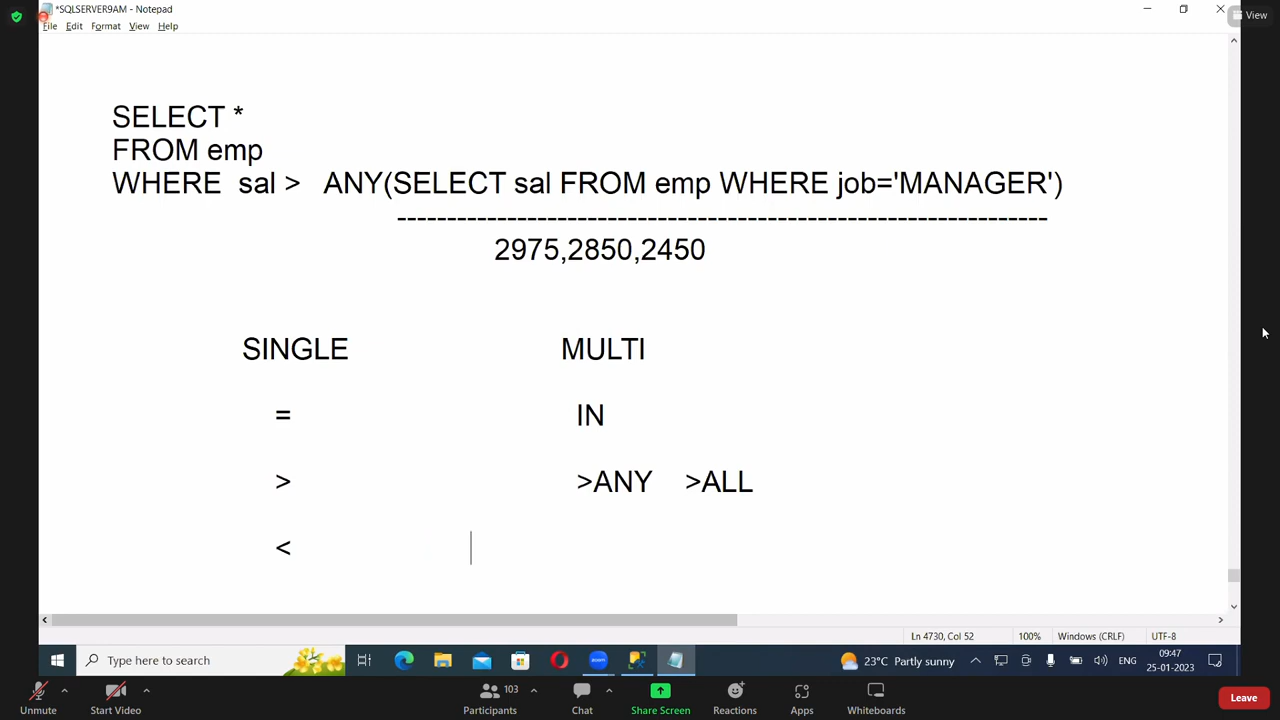 *SQLSERVER9AM - Notepad
View
File Edit Format View Help
SELECT *
FROM emp
WHERE sal > ANY(SELECT sal FROM emp WHERE job='MANAGER')
-----------------------------------------------------------------
2975,2850,2450
SINGLE MULTI
= IN
> >ANY >ALL
<
Ln 4730, Col 52 100% Windows (CRLF) UTF-8
Type here to search 23°C Partly sunny ENG 09:47
25-01-2023
Unmute Start Video Participants 103 Chat Share Screen Reactions Apps Whiteboards Leave